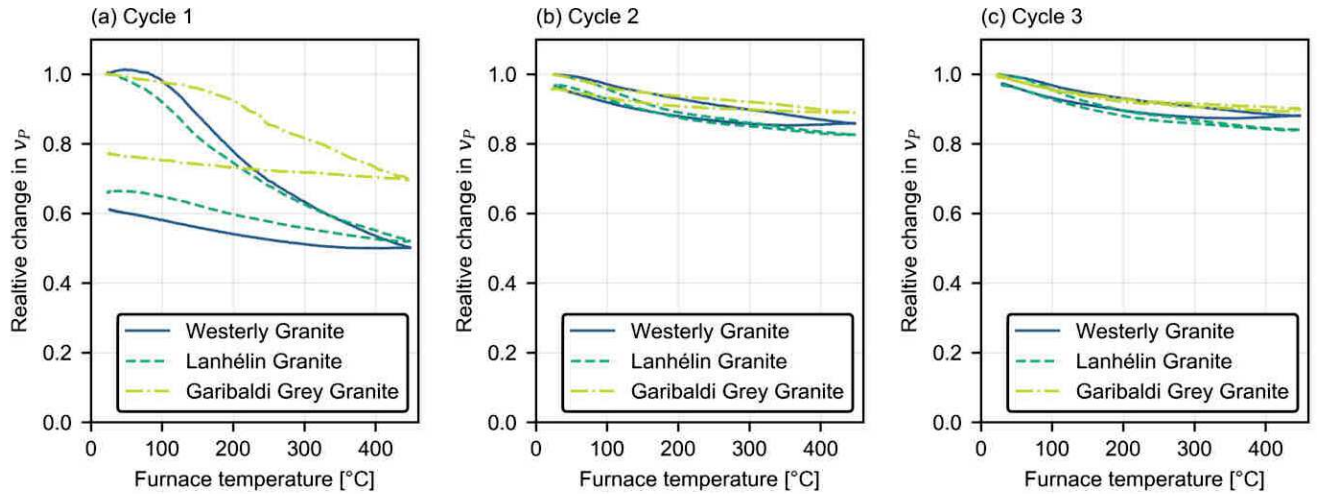 (a) Cycle 1
Realtive change in vP
1.0
0.8
0.6
0.4
0.2
0.0
Westerly Granite
Lanhélin Granite
Garibaldi Grey Granite
0 100 200 300 400
Furnace temperature [°C]
(b) Cycle 2
Realtive change in vP
1.0
0.8
0.6
0.4
0.2
0.0
Westerly Granite
Lanhélin Granite
Garibaldi Grey Granite
0 100 200 300 400
Furnace temperature [°C]
(c) Cycle 3
Realtive change in vP
1.0
0.8
0.6
0.4
0.2
0.0
Westerly Granite
Lanhélin Granite
Garibaldi Grey Granite
0 100 200 300 400
Furnace temperature [°C]